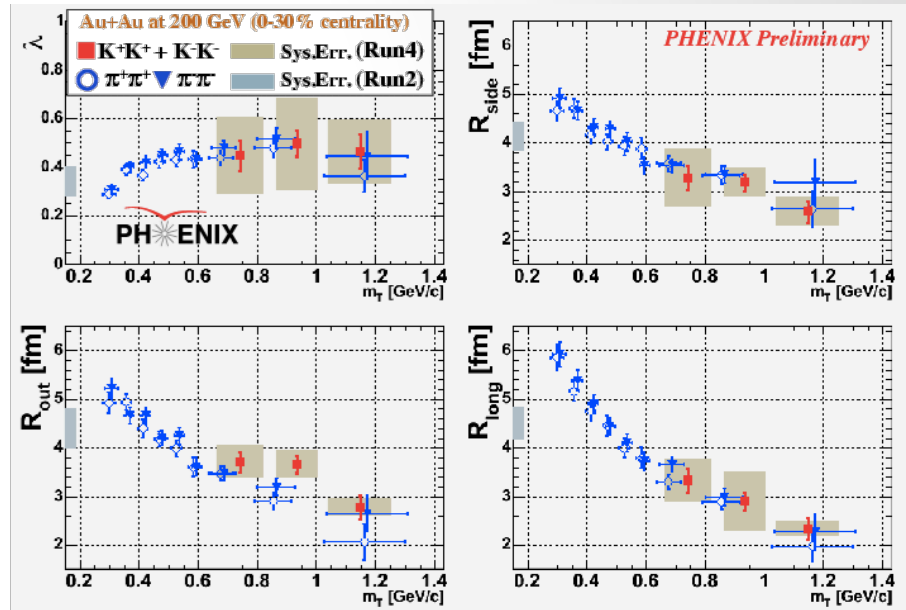 Au+Au at 200 GeV (0-30% centrality)
K⁺K⁺ + K⁻K⁻ Sys.Err. (Run4)
π⁺π⁺ π⁻π⁻ Sys.Err. (Run2)
PHENIX Preliminary
λ
1
0.8
0.6
0.4
0.2
0
PHENIX
0.2 0.4 0.6 0.8 1 1.2 1.4
m_T [GeV/c]
R_side [fm]
6
5
4
3
2
0.2 0.4 0.6 0.8 1 1.2 1.4
m_T [GeV/c]
R_out [fm]
6
5
4
3
2
0.2 0.4 0.6 0.8 1 1.2 1.4
m_T [GeV/c]
R_long [fm]
6
5
4
3
2
0.2 0.4 0.6 0.8 1 1.2 1.4
m_T [GeV/c]